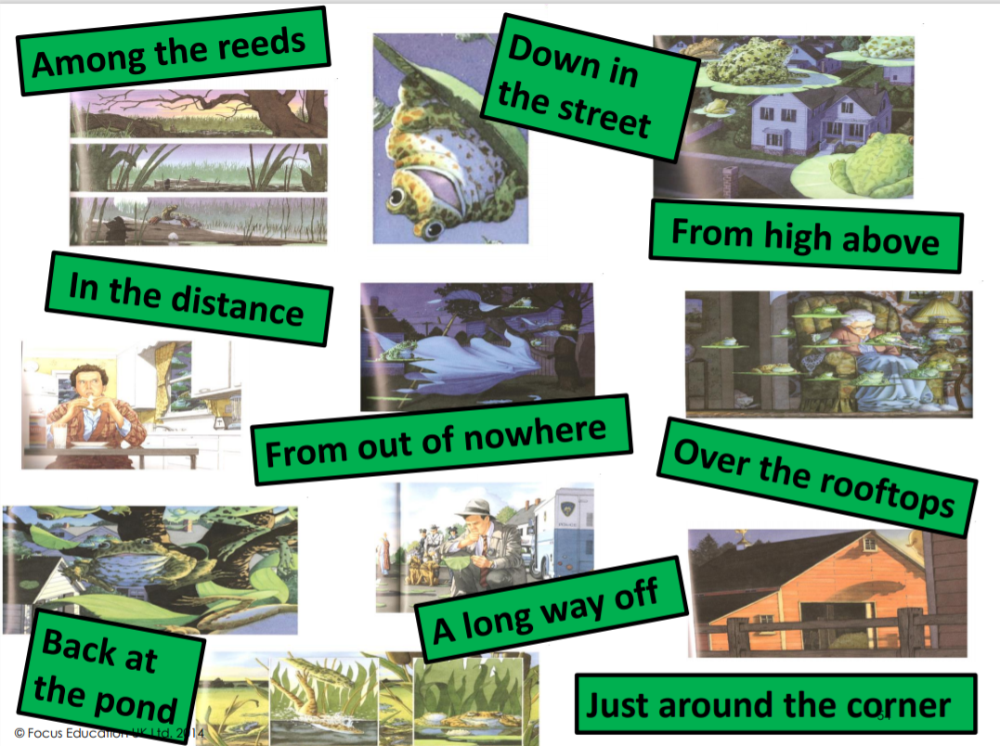 Among the reeds
Down in
the street
From high above
In the distance
From out of nowhere
Over the rooftops
A long way off
Back at
the pond
Just around the corner
© Focus Education UK Ltd. 2014